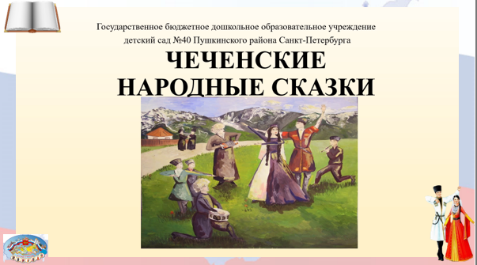 Государственное бюджетное дошкольное образовательное учреждение
детский сад №40 Пушкинского района Санкт-Петербурга
ЧЕЧЕНСКИЕ
НАРОДНЫЕ СКАЗКИ